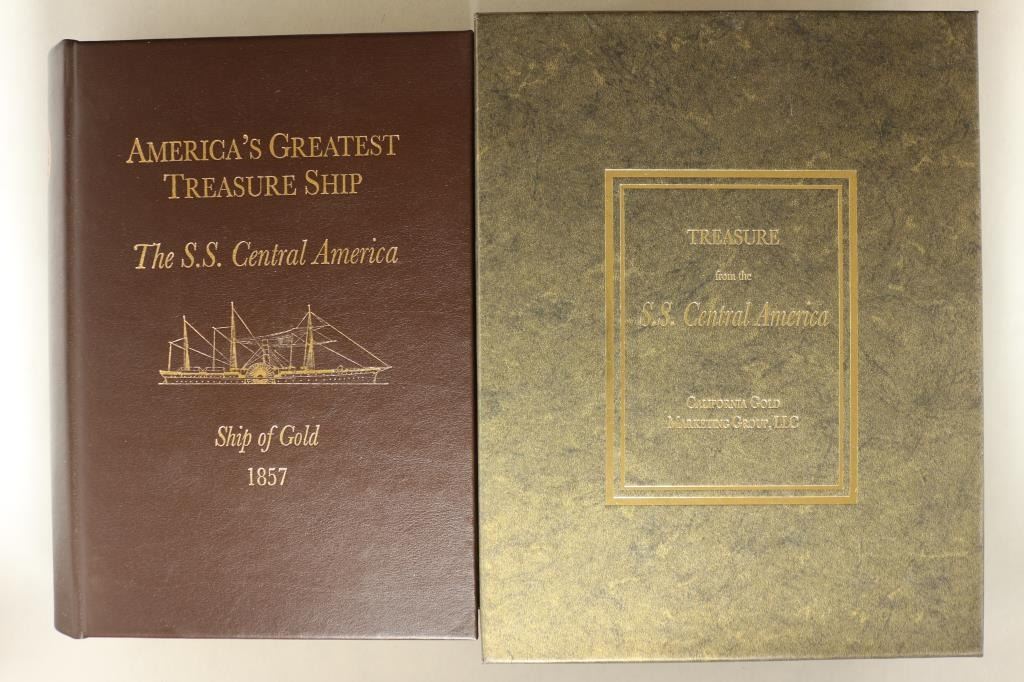 AMERICA'S GREATEST
TREASURE SHIP
The S.S. Central America
Ship of Gold
1857
TREASURE
from the
S.S. Central America
CALIFORNIA GOLD
MARKETING GROUP, LLC